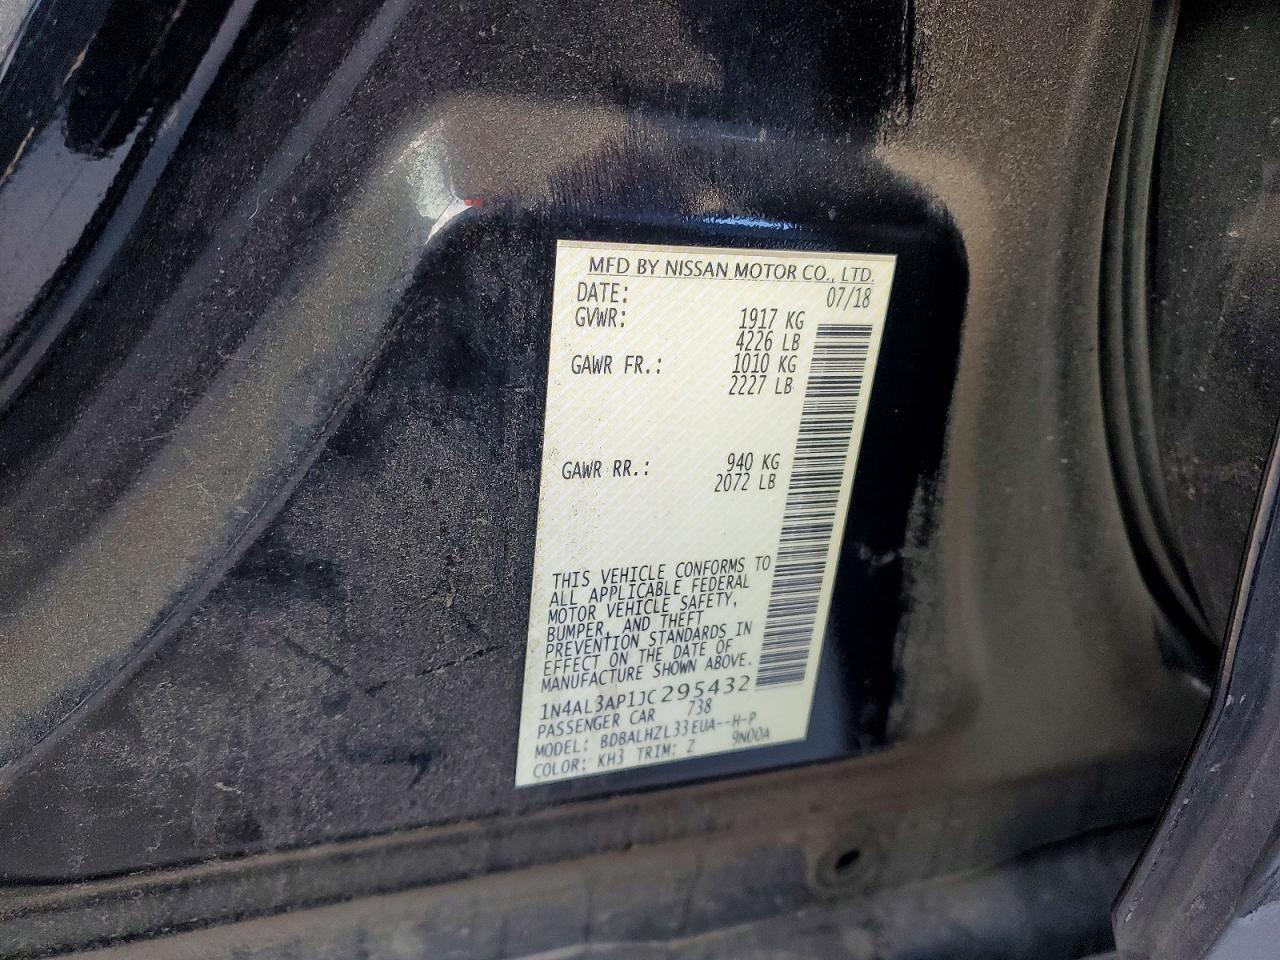 MFD BY NISSAN MOTOR CO., LTD.
DATE: 07/18
GVWR: 1917 KG
4226 LB
GAWR FR.: 1010 KG
2227 LB
GAWR RR.: 940 KG
2072 LB
THIS VEHICLE CONFORMS TO
ALL APPLICABLE FEDERAL
MOTOR VEHICLE SAFETY,
BUMPER, AND THEFT
PREVENTION STANDARDS IN
EFFECT ON THE DATE OF
MANUFACTURE SHOWN ABOVE.
1N4AL3AP1JC295432
PASSENGER CAR 738
MODEL: BDBALHZL33EUA--H-P
COLOR: KH3 TRIM: Z 9N00A